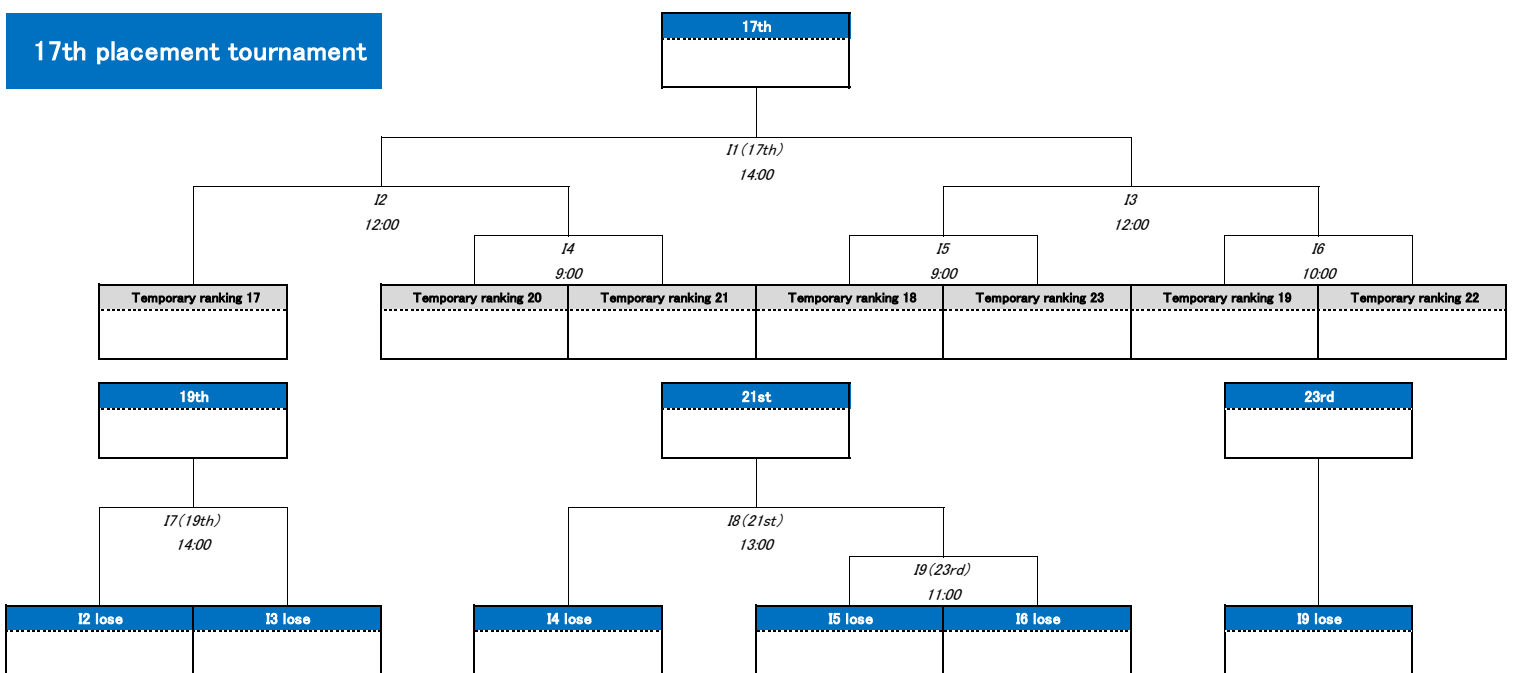 17th placement tournament
17th
I1(17th)
14:00
I2
12:00
I3
12:00
I4
9:00
I5
9:00
I6
10:00
Temporary ranking 17
Temporary ranking 20
Temporary ranking 21
Temporary ranking 18
Temporary ranking 23
Temporary ranking 19
Temporary ranking 22
19th
21st
23rd
I7(19th)
14:00
I8(21st)
13:00
I9(23rd)
11:00
I2 lose
I3 lose
I4 lose
I5 lose
I6 lose
I9 lose